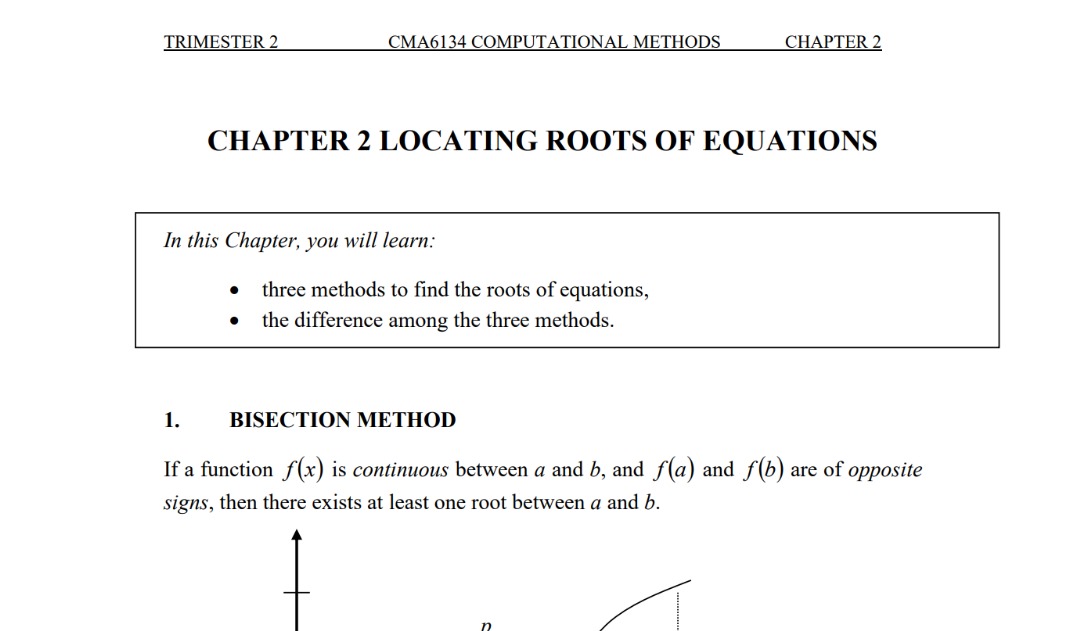 TRIMESTER 2 CMA6134 COMPUTATIONAL METHODS CHAPTER 2
CHAPTER 2 LOCATING ROOTS OF EQUATIONS
In this Chapter, you will learn:
• three methods to find the roots of equations,
• the difference among the three methods.
1. BISECTION METHOD
If a function f(x) is continuous between a and b, and f(a) and f(b) are of opposite
signs, then there exists at least one root between a and b.